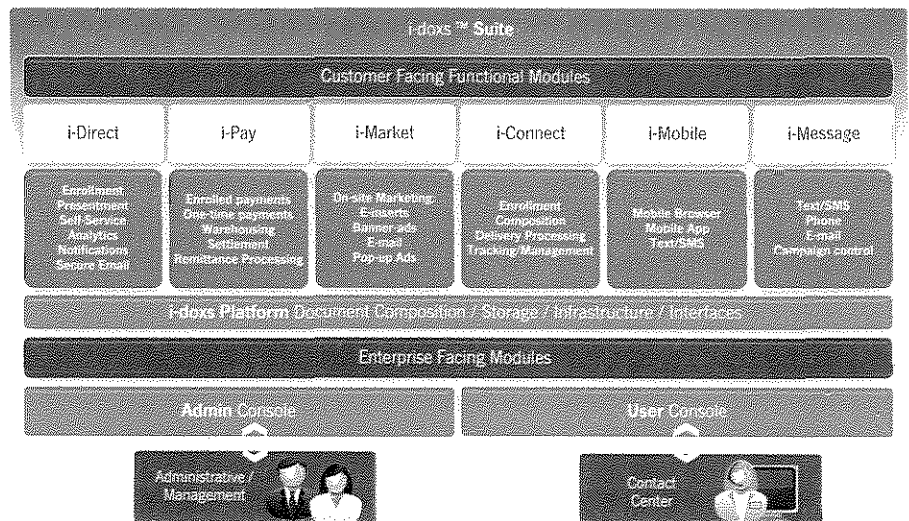 i-doxs ™ Suite
Customer Facing Functional Modules
i-Direct
i-Pay
i-Market
i-Connect
i-Mobile
i-Message
Enrollment
Presentment
Self Service
Analytics
Notifications
Secure Email
Enrolled payments
One-time payments
Warehousing
Settlement
Remittance Processing
On-site Marketing:
E-inserts
Banner-ads
E-mail
Pop-up Ads
Enrollment
Composition
Delivery Processing
Tracking/Management
Mobile Browser
Mobile App
Text/SMS
Text/SMS
Phone
E-mail
Campaign control
i-doxs Platform Document Composition / Storage / Infrastructure / Interfaces
Enterprise Facing Modules
Admin Console
User Console
Administrative /
Management
Contact
Center